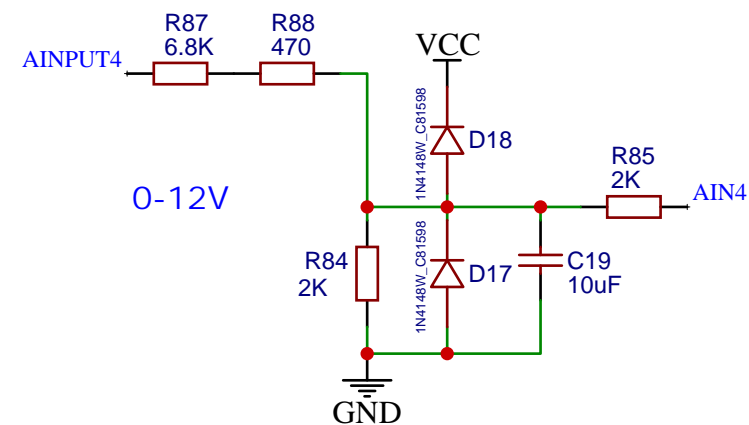 R87
6.8K
R88
470
AINPUT4
VCC
1N4148W_C81598
D18
R85
2K
AIN4
0-12V
R84
2K
1N4148W_C81598
D17
C19
10uF
GND